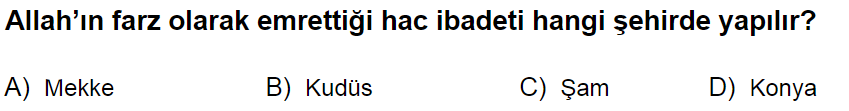 Allah’ın farz olarak emrettiği hac ibadeti hangi şehirde yapılır?
A) Mekke B) Kudüs C) Şam D) Konya